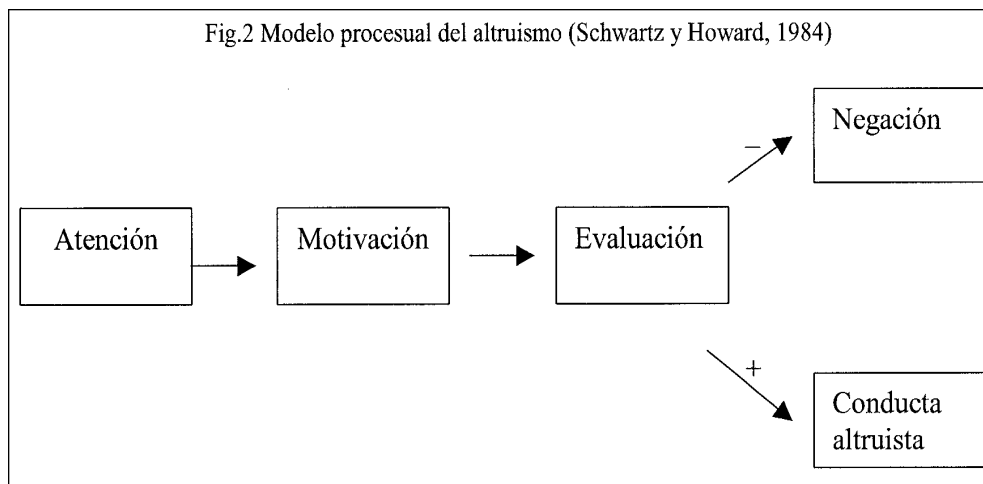 Fig.2 Modelo procesual del altruismo (Schwartz y Howard, 1984)
Negación
–
Atención
Motivación
Evaluación
+
Conducta
altruista